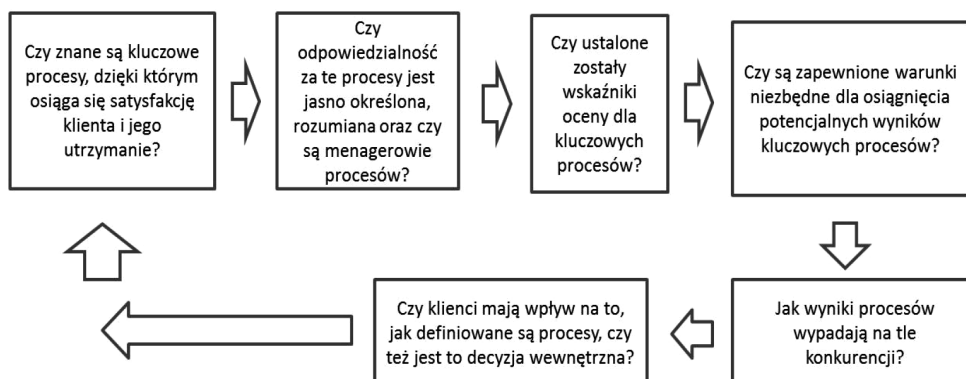 Czy znane są kluczowe
procesy, dzięki którym
osiąga się satysfakcję
klienta i jego
utrzymanie?
Czy
odpowiedzialność
za te procesy jest
jasno określona,
rozumiana oraz czy
są menagerowie
procesów?
Czy ustalone
zostały
wskaźniki
oceny dla
kluczowych
procesów?
Czy są zapewnione warunki
niezbędne dla osiągnięcia
potencjalnych wyników
kluczowych procesów?
Jak wyniki procesów
wypadają na tle
konkurencji?
Czy klienci mają wpływ na to,
jak definiowane są procesy, czy
też jest to decyzja wewnętrzna?